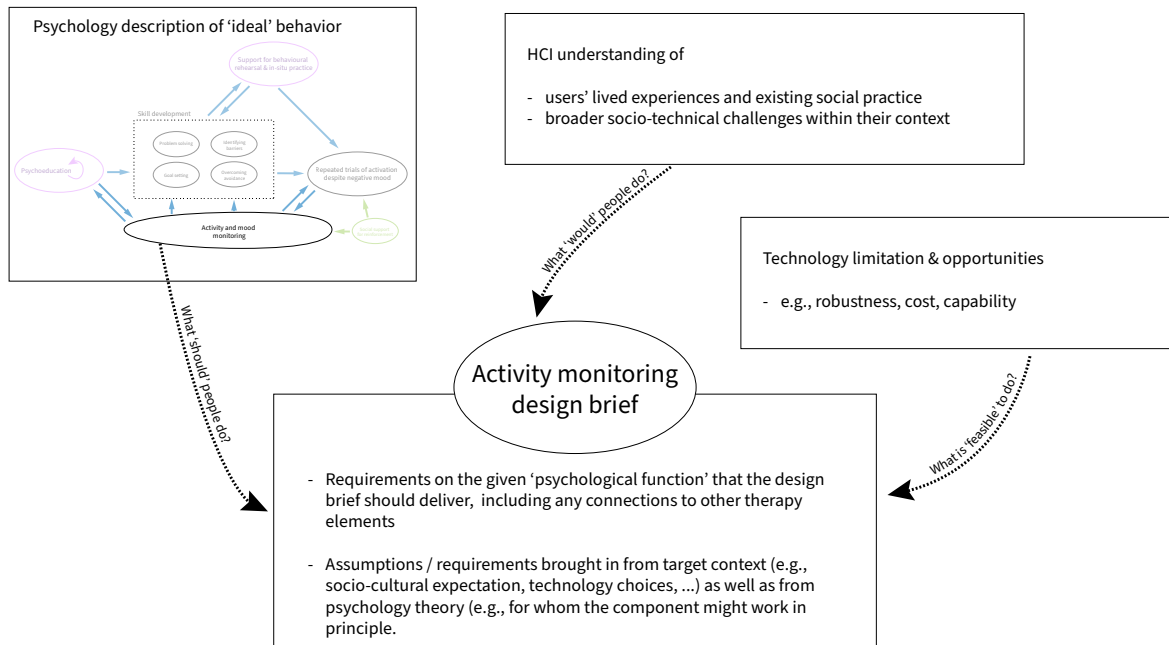 Psychology description of ‘ideal’ behavior
Support for behavioural
rehearsal & in-situ practice
Skill development
Problem solving
Identifying
barriers
Psychoeducation
Goal setting
Overcoming
avoidance
Repeated trials of activation
despite negative mood
Activity and mood
monitoring
HCI understanding of
- users’ lived experiences and existing social practice
- broader socio-technical challenges within their context
What ‘would’ people do?
Technology limitation & opportunities
- e.g., robustness, cost, capability
What ‘should’ people do?
What is ‘feasible’ to do?
Activity monitoring
design brief
- Requirements on the given ‘psychological function’ that the design
brief should deliver, including any connections to other therapy
elements
- Assumptions / requirements brought in from target context (e.g.,
socio-cultural expectation, technology choices, ...) as well as from
psychology theory (e.g., for whom the component might work in
principle.